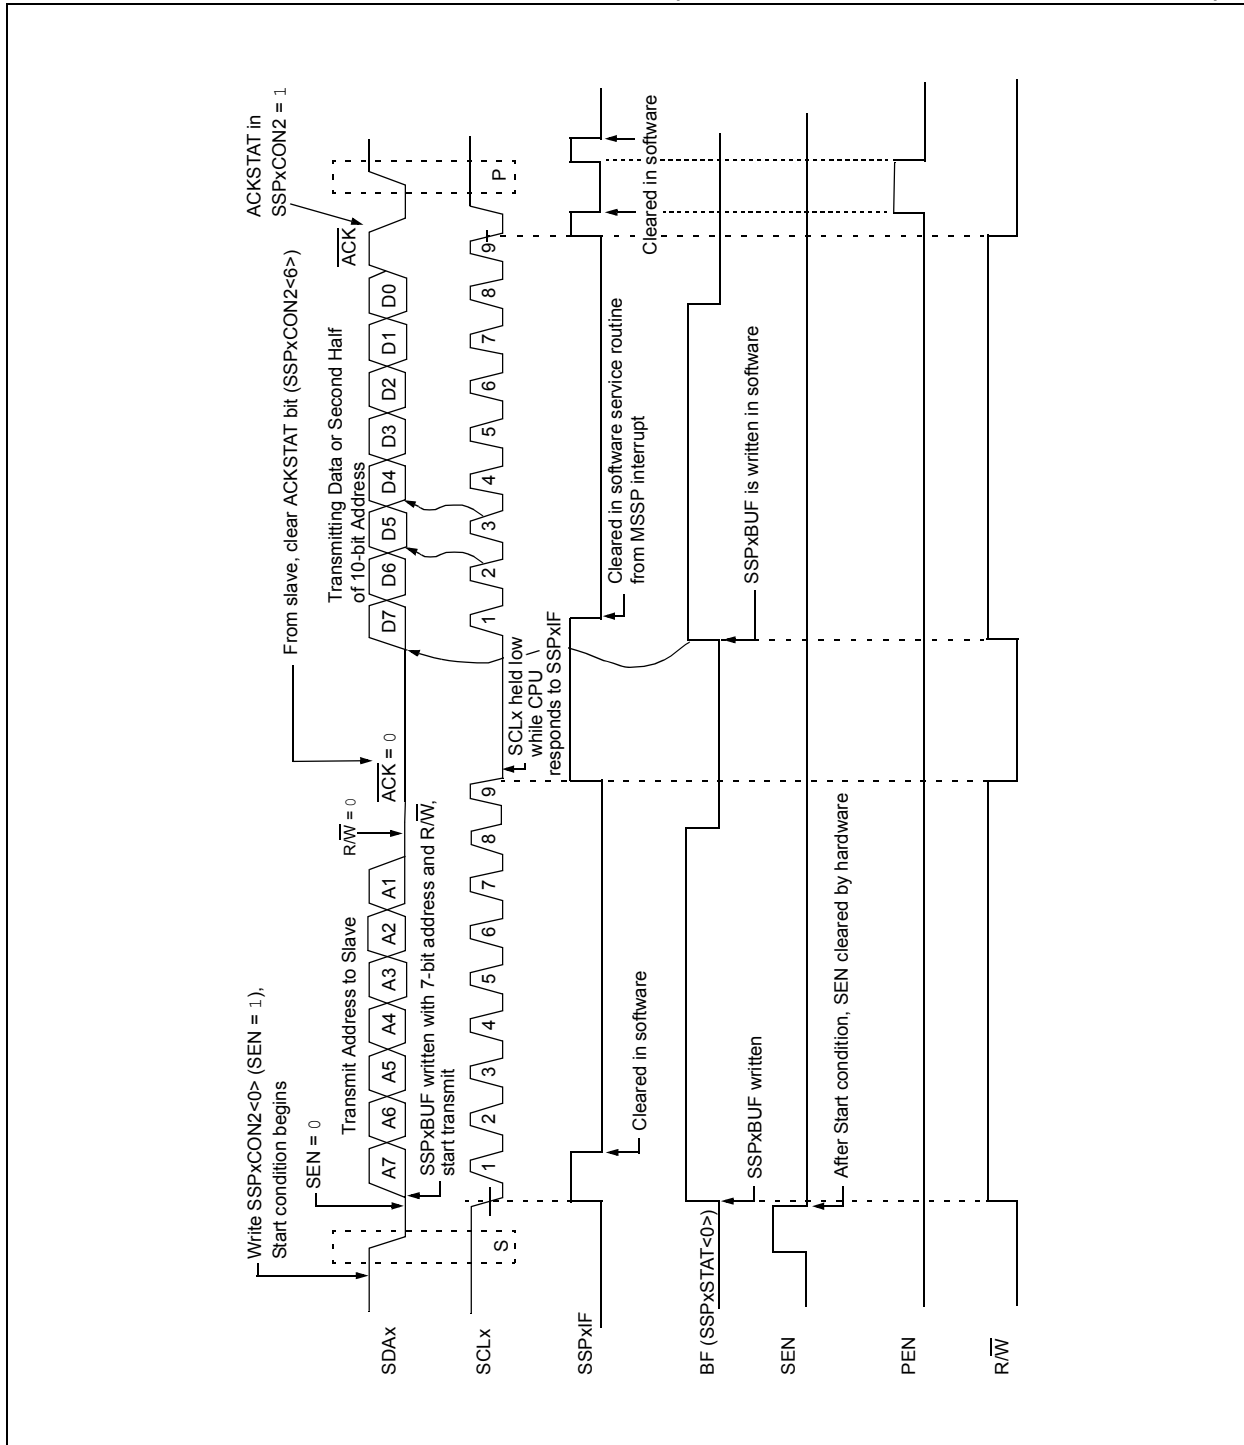 Write SSPxCON2<0> (SEN = 1),
Start condition begins
SEN = 0
From slave, clear ACKSTAT bit (SSPxCON2<6>)
ACKSTAT in
SSPxCON2 = 1
Transmit Address to Slave
R/W = 0
ACK = 0
Transmitting Data or Second Half
of 10-bit Address
ACK
SDAx
A7 A6 A5 A4 A3 A2 A1
D7 D6 D5 D4 D3 D2 D1 D0
SSPxBUF written with 7-bit address and R/W,
start transmit
SCLx
S
1 2 3 4 5 6 7 8 9
1 2 3 4 5 6 7 8 9
P
SCLx held low
while CPU
responds to SSPxIF
SSPxIF
Cleared in software
Cleared in software service routine
from MSSP interrupt
Cleared in software
BF (SSPxSTAT<0>)
SSPxBUF written
SSPxBUF is written in software
SEN
After Start condition, SEN cleared by hardware
PEN
R/W